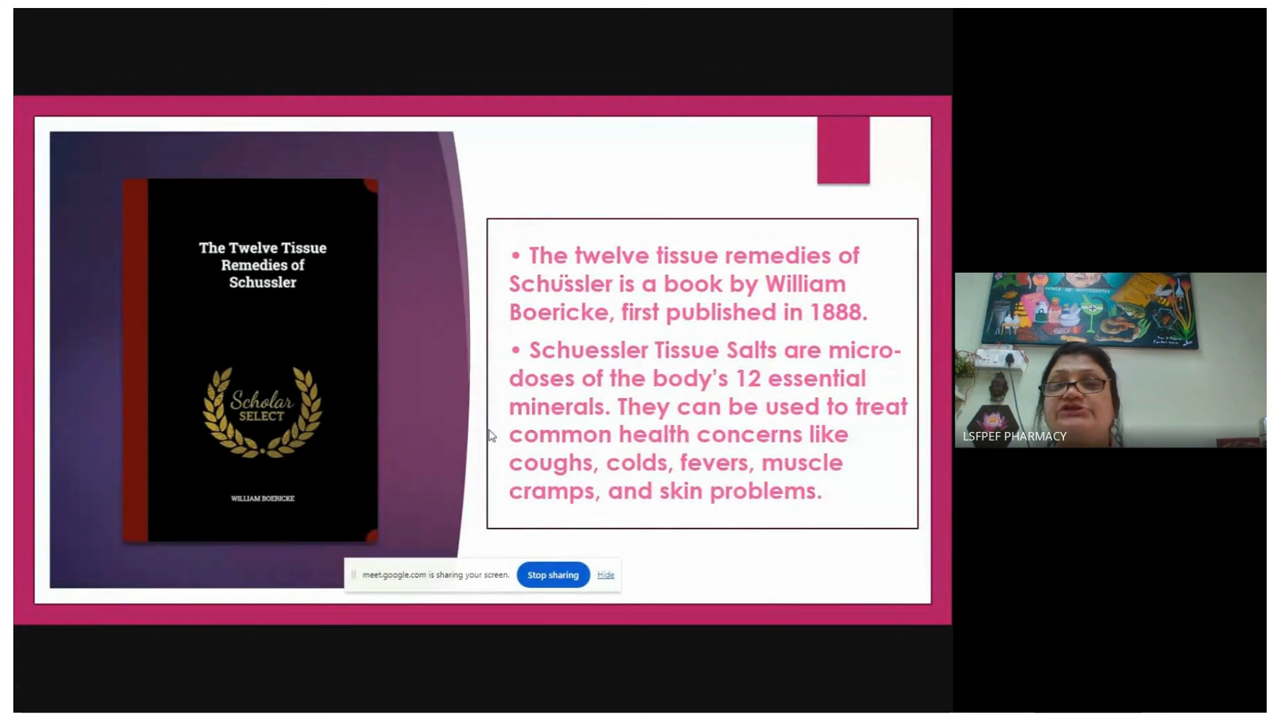 The Twelve Tissue
Remedies of
Schussler
Scholar
SELECT
WILLIAM BOERICKE
• The twelve tissue remedies of
Schüssler is a book by William
Boericke, first published in 1888.
• Schuessler Tissue Salts are micro-
doses of the body's 12 essential
minerals. They can be used to treat
common health concerns like
coughs, colds, fevers, muscle
cramps, and skin problems.
meet.google.com is sharing your screen.
Stop sharing
Hide
LSFPEF PHARMACY